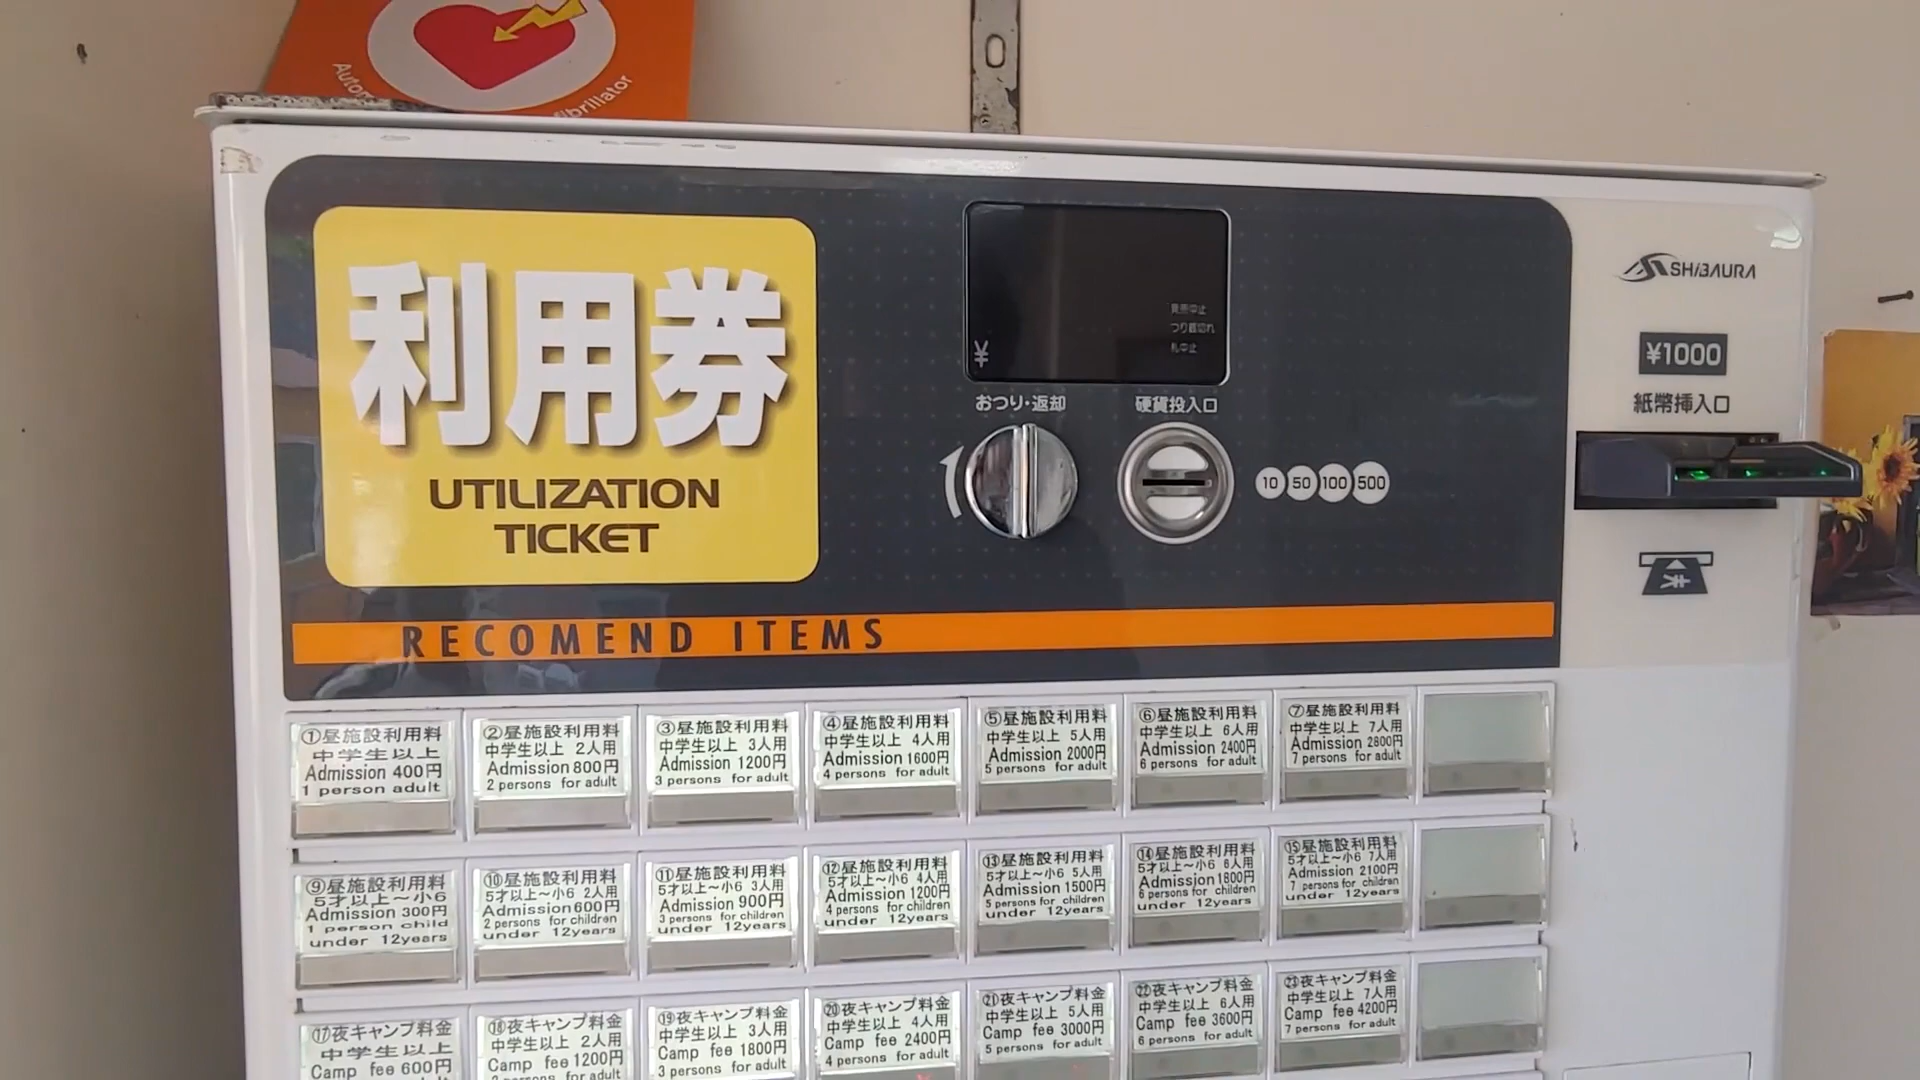 fibrillator
利用券
UTILIZATION
TICKET
¥
つり銭切れ
札中止
おつり・返却
硬貨投入口
10 50 100 500
SHIBAURA
¥1000
紙幣挿入口
RECOMEND ITEMS
①昼施設利用料
中学生以上
Admission 400円
1 person adult
②昼施設利用料
中学生以上 2人用
Admission 800円
2 persons for adult
③昼施設利用料
中学生以上 3人用
Admission 1200円
3 persons for adult
④昼施設利用料
中学生以上 4人用
Admission 1600円
4 persons for adult
⑤昼施設利用料
中学生以上 5人用
Admission 2000円
5 persons for adult
⑥昼施設利用料
中学生以上 6人用
Admission 2400円
6 persons for adult
⑦昼施設利用料
中学生以上 7人用
Admission 2800円
7 persons for adult
⑨昼施設利用料
5才以上~小6
Admission 300円
1 person child
under 12years
⑩昼施設利用料
5才以上~小6 2人用
Admission 600円
2 persons for children
under 12years
⑪昼施設利用料
5才以上~小6 3人用
Admission 900円
3 persons for children
under 12years
⑫昼施設利用料
5才以上~小6 4人用
Admission 1200円
4 persons for children
under 12years
⑬昼施設利用料
5才以上~小6 5人用
Admission 1500円
5 persons for children
under 12years
⑭昼施設利用料
5才以上~小6 6人用
Admission 1800円
6 persons for children
under 12years
⑮昼施設利用料
5才以上~小6 7人用
Admission 2100円
7 persons for children
under 12years
⑰夜キャンプ料金
中学生以上
Camp fee 600円
⑱夜キャンプ料金
中学生以上 2人用
Camp fee 1200円
2 persons for adult
⑲夜キャンプ料金
中学生以上 3人用
Camp fee 1800円
3 persons for adult
⑳夜キャンプ料金
中学生以上 4人用
Camp fee 2400円
4 persons for adult
㉑夜キャンプ料金
中学生以上 5人用
Camp fee 3000円
5 persons for adult
㉒夜キャンプ料金
中学生以上 6人用
Camp fee 3600円
6 persons for adult
㉓夜キャンプ料金
中学生以上 7人用
Camp fee 4200円
7 persons for adult